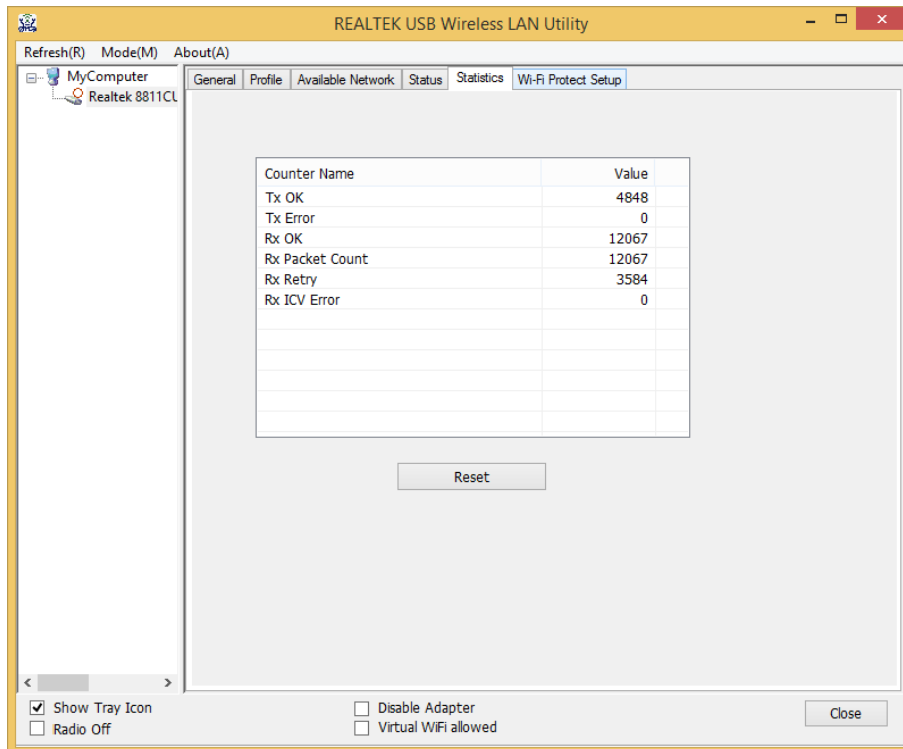 REALTEK USB Wireless LAN Utility
Refresh(R) Mode(M) About(A)
MyComputer
Realtek 8811CU
General Profile Available Network Status Statistics Wi-Fi Protect Setup
Counter Name Value
Tx OK 4848
Tx Error 0
Rx OK 12067
Rx Packet Count 12067
Rx Retry 3584
Rx ICV Error 0
Reset
Show Tray Icon Disable Adapter
Radio Off Virtual WiFi allowed
Close